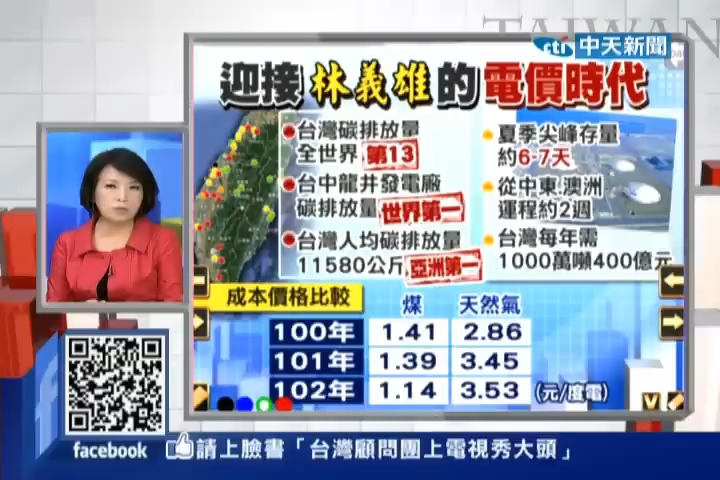 TAIWAN
cti 中天新聞
迎接林義雄的電價時代
台灣碳排放量
全世界 第13
台中龍井發電廠
碳排放量 世界第一
台灣人均碳排放量
11580公斤 亞洲第一
夏季尖峰存量
約6-7天
從中東、澳洲
運程約2週
台灣每年需
1000萬噸400億元
成本價格比較
煤 天然氣
100年 1.41 2.86
101年 1.39 3.45
102年 1.14 3.53 (元/度電)
facebook 請上臉書「台灣顧問團上電視秀大頭」